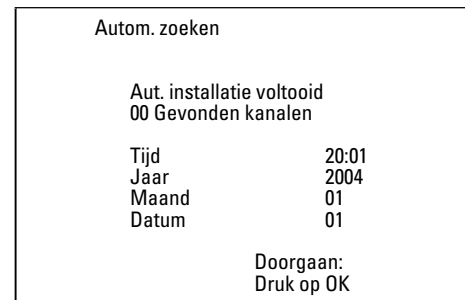 Autom. zoeken
Aut. installatie voltooid
00 Gevonden kanalen
Tijd 20:01
Jaar 2004
Maand 01
Datum 01
Doorgaan:
Druk op OK